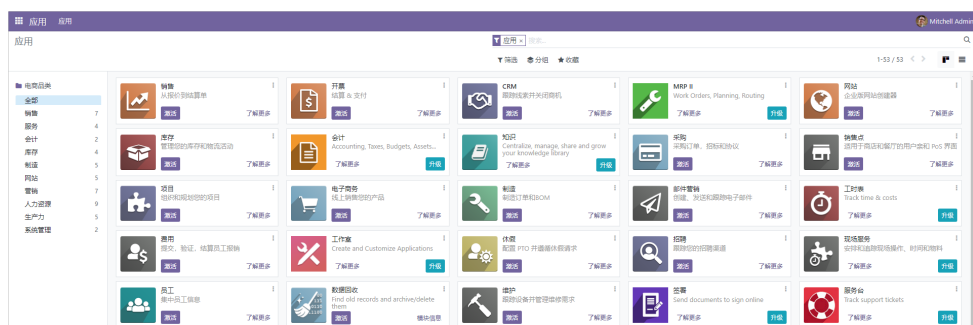 应用 应用 Mitchell Admin
应用 应用 × 搜索...
筛选 分组 收藏 1-53 / 53
电商品类
全部
销售 7
服务 4
会计 2
库存 4
制造 5
网站 5
营销 7
人力资源 9
生产力 5
系统管理 2
销售
从报价到结算单
激活 了解更多
开票
结算 & 支付
激活 了解更多
CRM
跟踪线索并关闭商机
激活 了解更多
MRP II
Work Orders, Planning, Routing
了解更多 升级
网站
企业版网站创建器
激活 了解更多
库存
管理您的库存和物流活动
激活 了解更多
会计
Accounting, Taxes, Budgets, Assets...
了解更多 升级
知识
Centralize, manage, share and grow
your knowledge library
了解更多 升级
采购
采购订单、招标和协议
激活 了解更多
销售点
适用于商店和餐厅的用户会和 PoS 界面
激活 了解更多
项目
组织和规划您的项目
激活 了解更多
电子商务
线上销售您的产品
激活 了解更多
制造
制造订单和BOM
激活 了解更多
邮件营销
创建、发送和跟踪电子邮件
激活 了解更多
工时表
Track time & costs
了解更多 升级
费用
提交、验证、结算员工报销
激活 了解更多
工作室
Create and Customize Applications
了解更多 升级
休假
配置 PTO 并遵循休假请求
激活 了解更多
招聘
跟踪您的招聘渠道
激活 了解更多
现场服务
安排和追踪现场操作、时间和物料
了解更多 升级
员工
集中员工信息
激活 了解更多
数据回收
Find old records and archive/delete
them
激活 模块信息
维护
跟踪设备并管理维修需求
激活 了解更多
签署
Send documents to sign online
了解更多 升级
服务台
Track support tickets
了解更多 升级